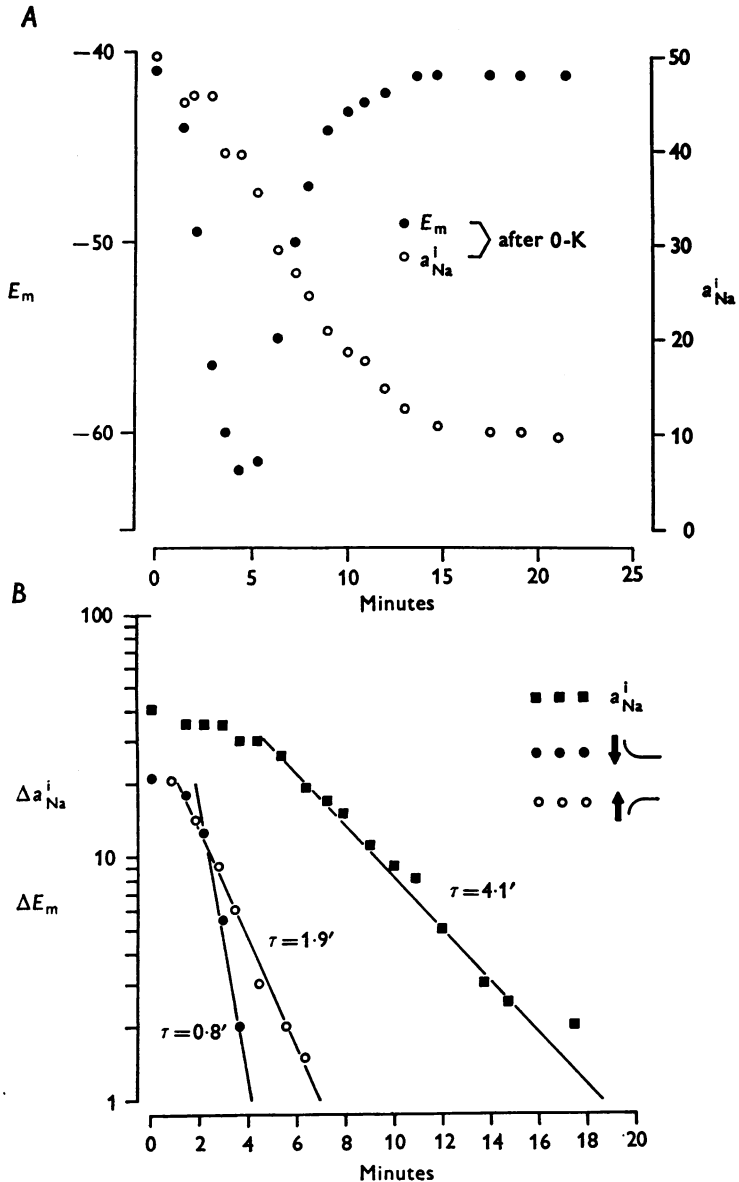 A
−40
−50
−60
E_m
50
40
30
20
10
0
a^i_Na
● E_m
○ a^i_Na
after 0-K
0 5 10 15 20 25
Minutes
B
100
10
1
Δa^i_Na
ΔE_m
a^i_Na
τ=4·1′
τ=1·9′
τ=0·8′
0 2 4 6 8 10 12 14 16 18 20
Minutes